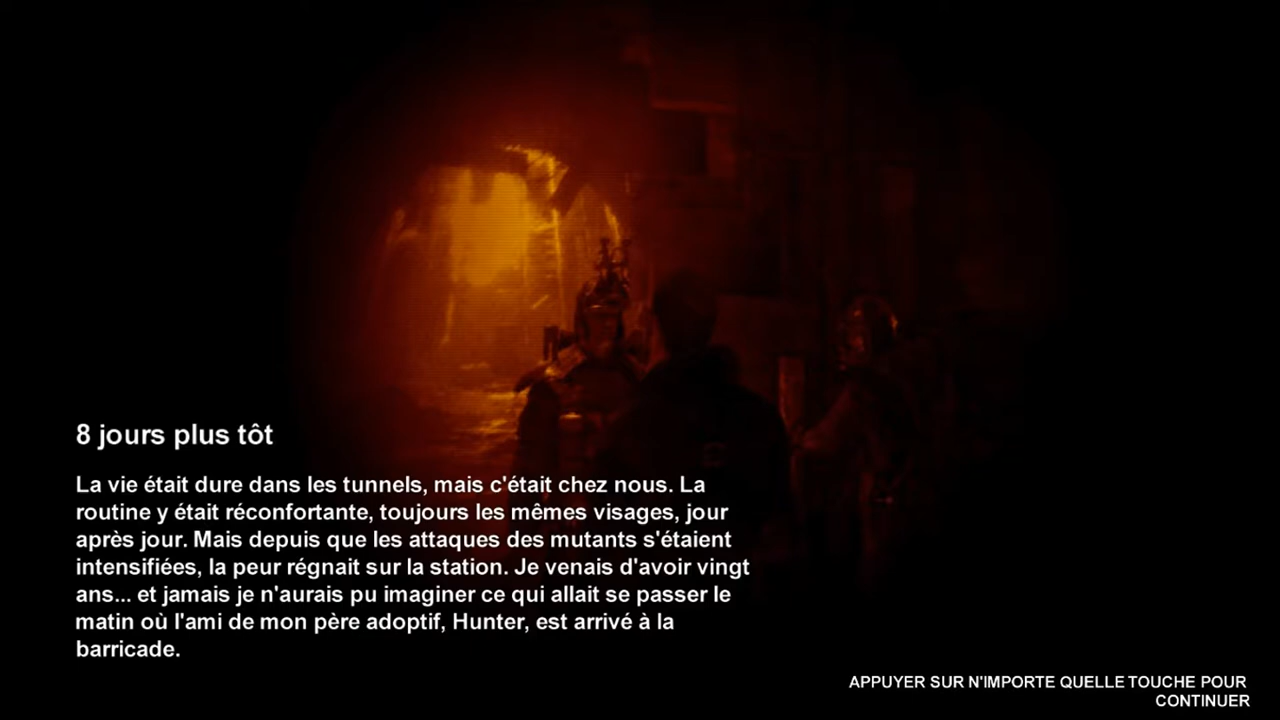 8 jours plus tôt
La vie était dure dans les tunnels, mais c'était chez nous. La
routine y était réconfortante, toujours les mêmes visages, jour
après jour. Mais depuis que les attaques des mutants s'étaient
intensifiées, la peur régnait sur la station. Je venais d'avoir vingt
ans... et jamais je n'aurais pu imaginer ce qui allait se passer le
matin où l'ami de mon père adoptif, Hunter, est arrivé à la
barricade.
APPUYER SUR N'IMPORTE QUELLE TOUCHE POUR
CONTINUER